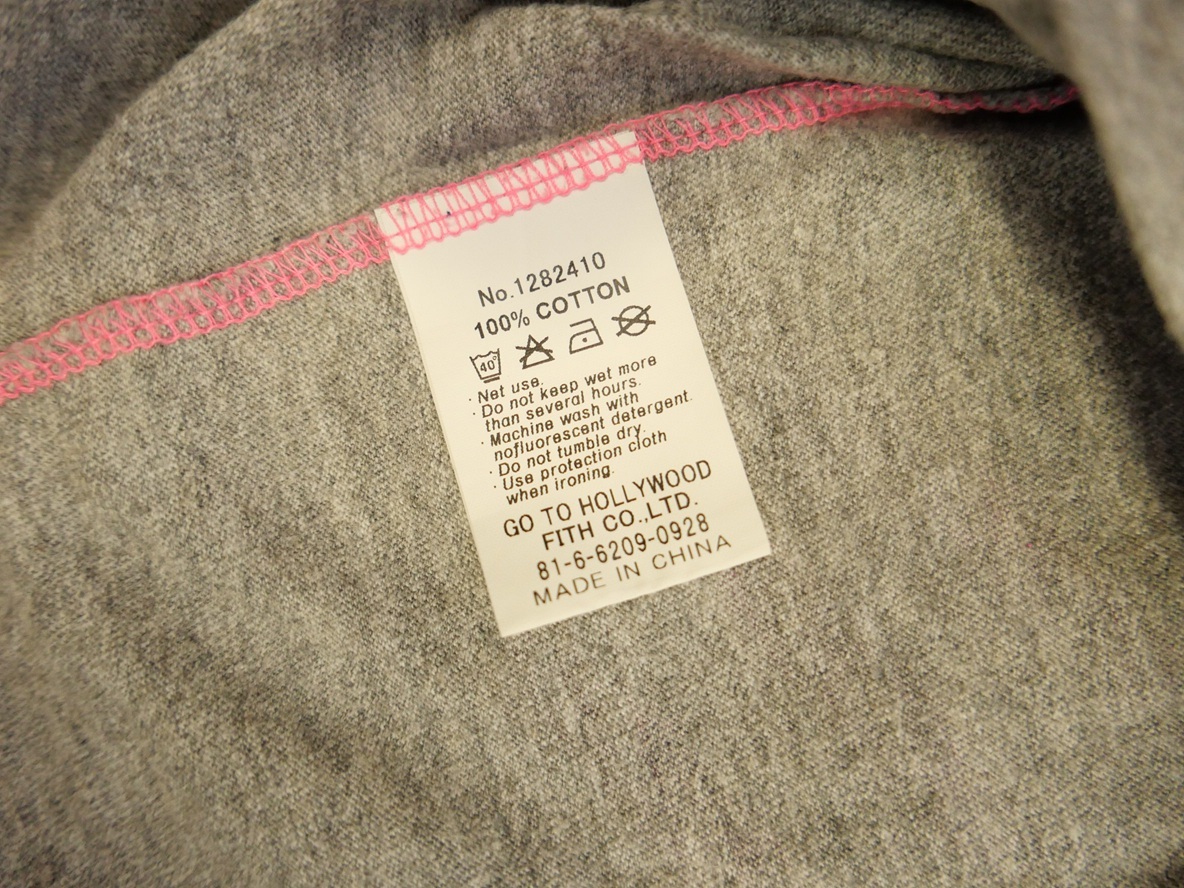 No.1282410
100% COTTON
40°
· Net use.
· Do not keep wet more
than several hours.
· Machine wash with
nofluorescent detergent.
· Do not tumble dry.
· Use protection cloth
when ironing.
GO TO HOLLYWOOD
FITH CO.,LTD.
81-6-6209-0928
MADE IN CHINA